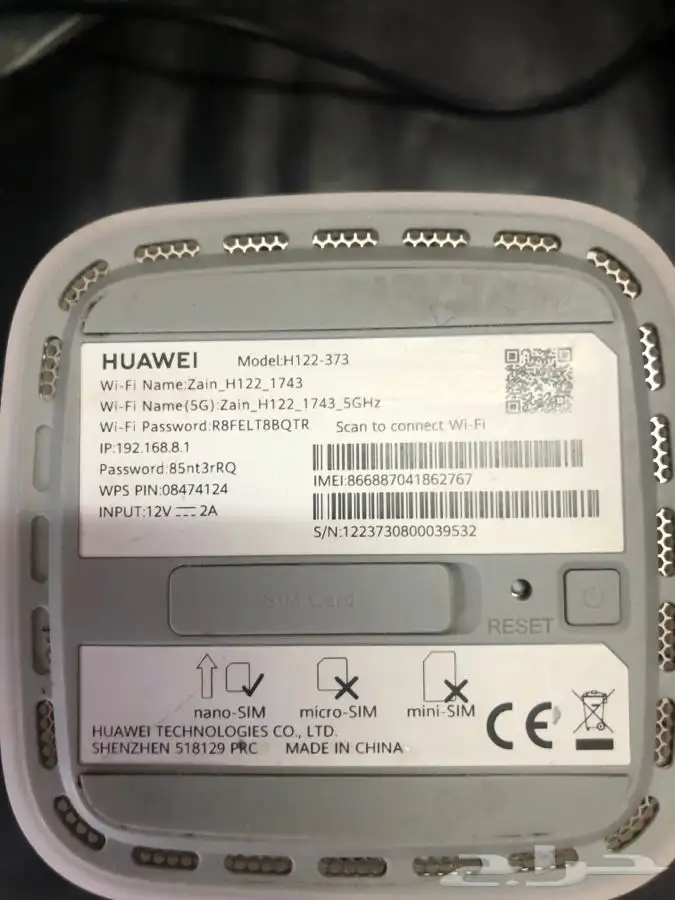 HUAWEI Model:H122-373
Wi-Fi Name:Zain_H122_1743
Wi-Fi Name(5G):Zain_H122_1743_5GHz
Wi-Fi Password:R8FELT8BQTR Scan to connect Wi-Fi
IP:192.168.8.1
Password:85nt3rRQ
IMEI:866887041862767
WPS PIN:08474124
INPUT:12V 2A
S/N:1223730800039532
SIM Card
RESET
nano-SIM micro-SIM mini-SIM
HUAWEI TECHNOLOGIES CO., LTD.
SHENZHEN 518129 PRC MADE IN CHINA
CE
حراج